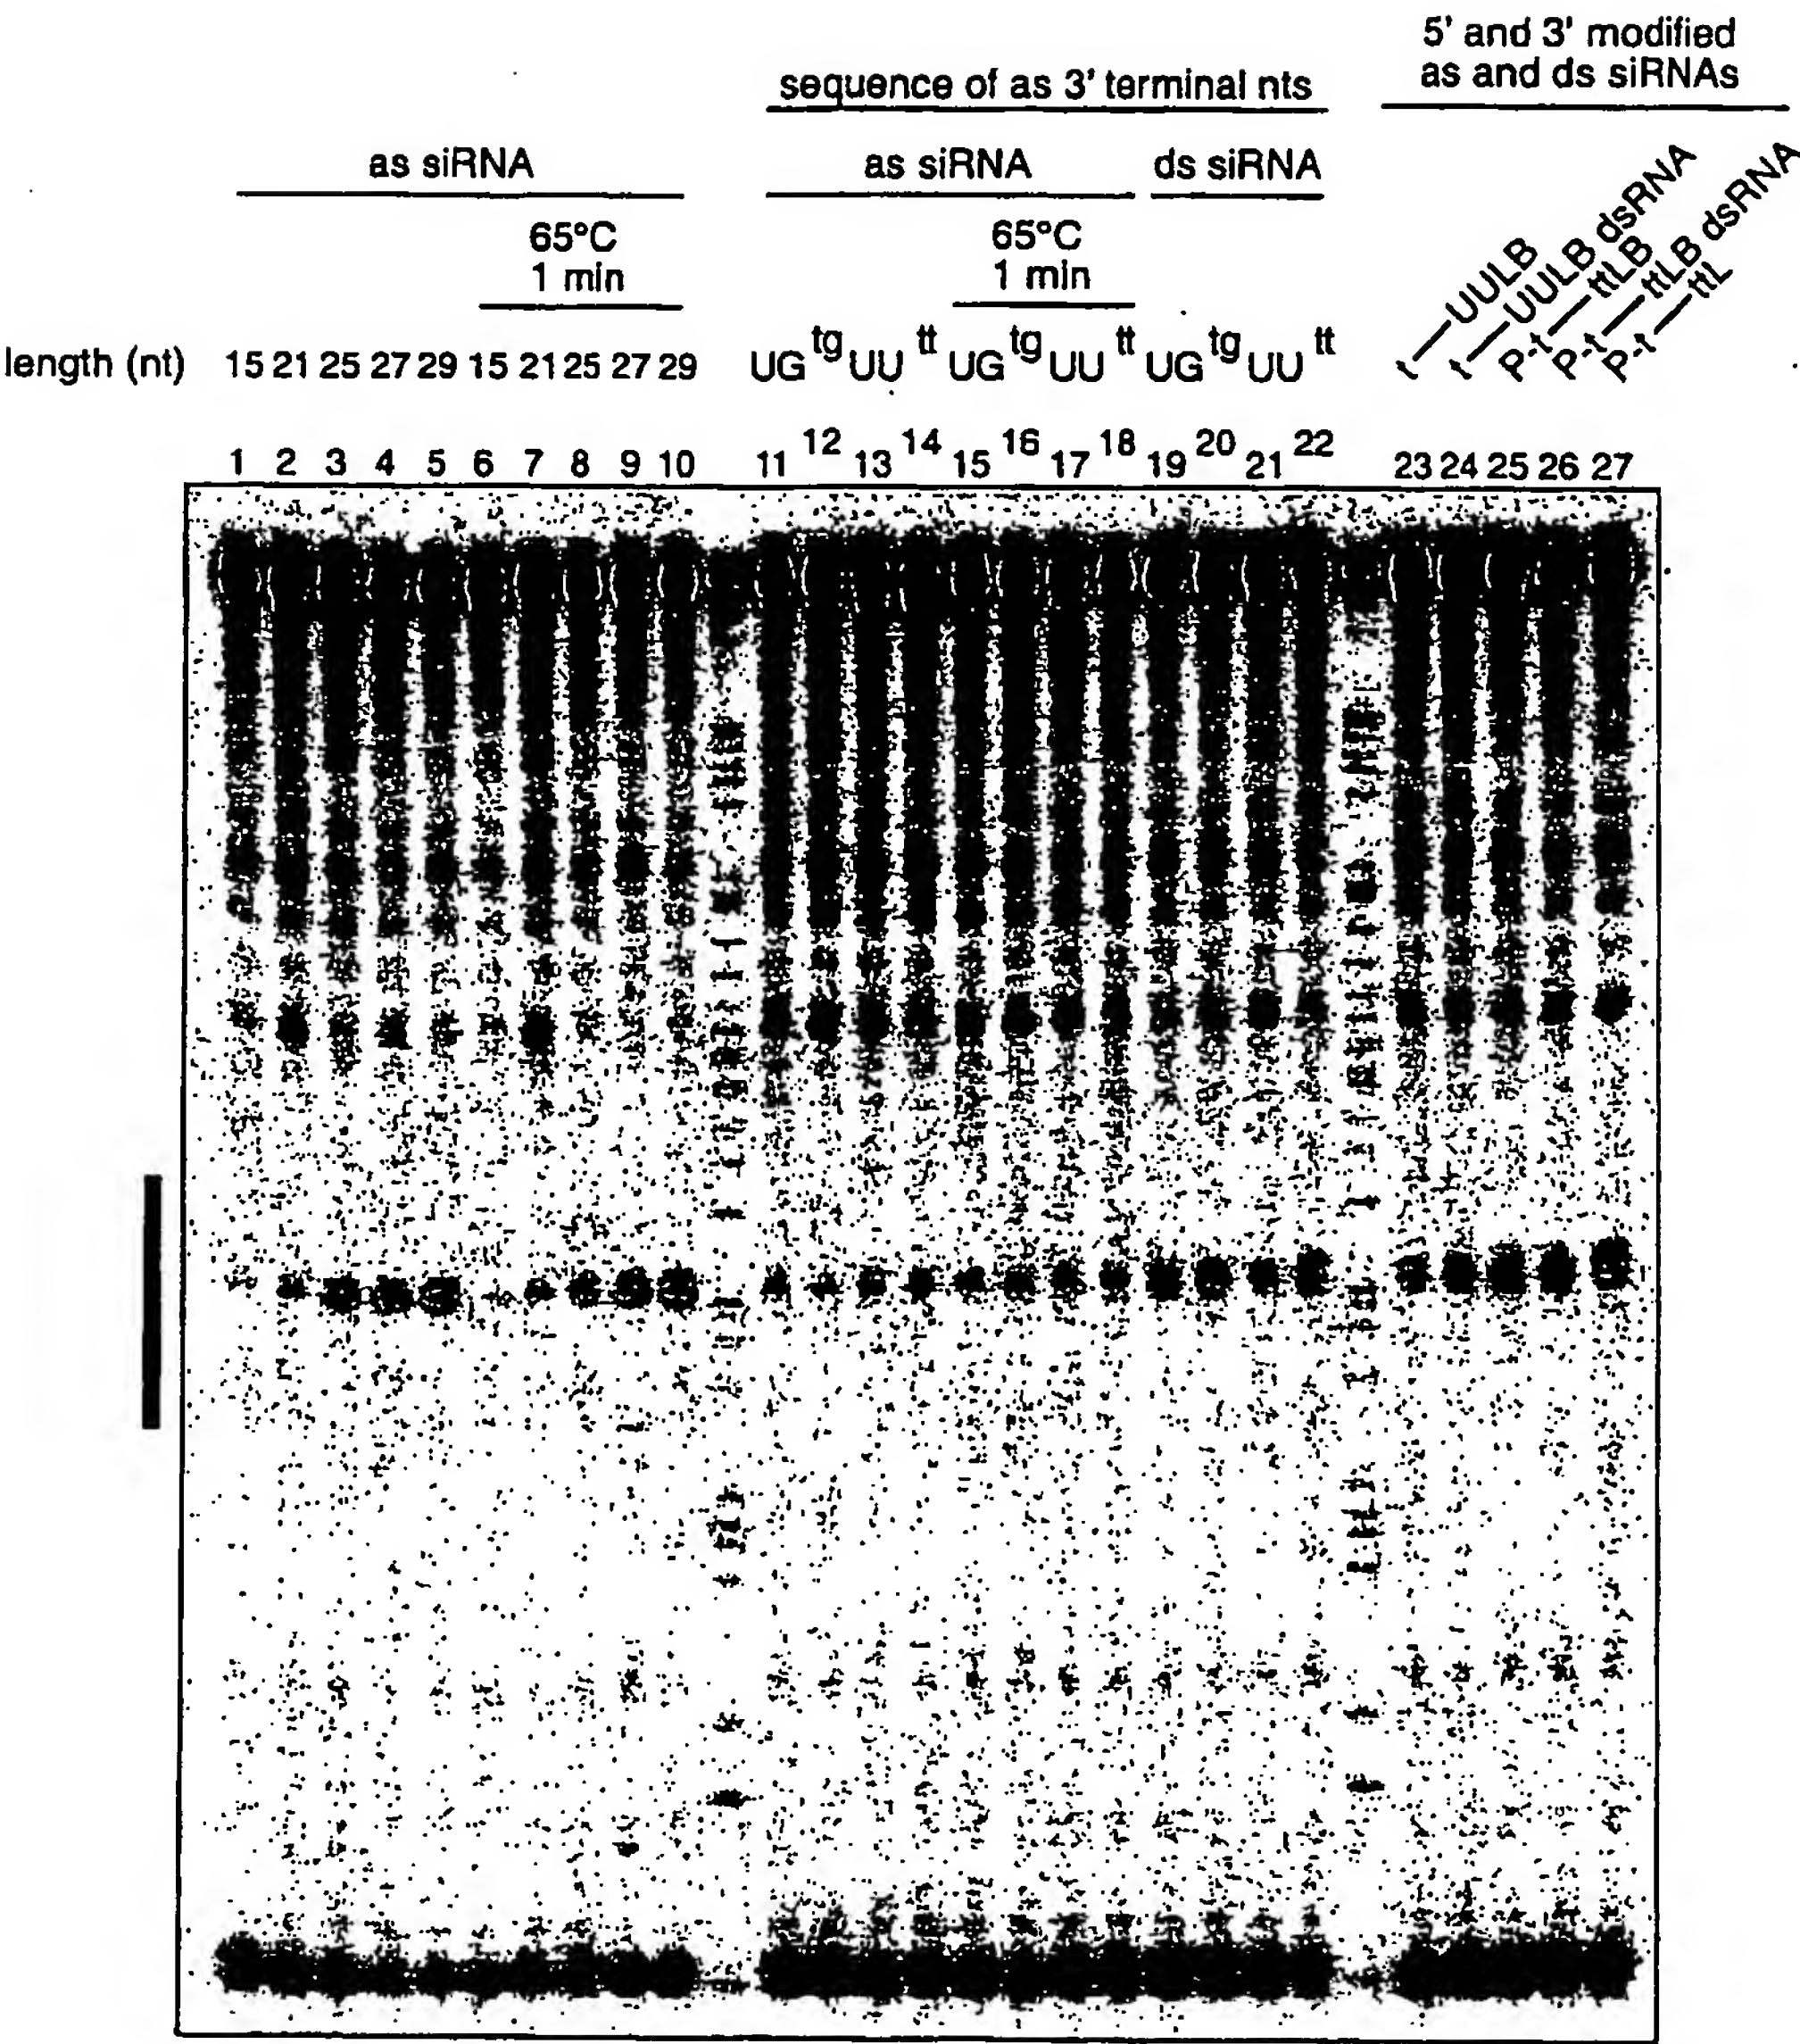 5' and 3' modified
as and ds siRNAs
sequence of as 3' terminal nts
as siRNA
as siRNA
ds siRNA
65°C
1 min
65°C
1 min
t—UULB
t—UULB dsRNA
P-t—ttLB
P-t—ttLB dsRNA
P-t—ttL
length (nt) 15 21 25 27 29 15 21 25 27 29 UG tg UU tt UG tg UU tt UG tg UU tt
1 2 3 4 5 6 7 8 9 10 11 12 13 14 15 16 17 18 19 20 21 22 23 24 25 26 27